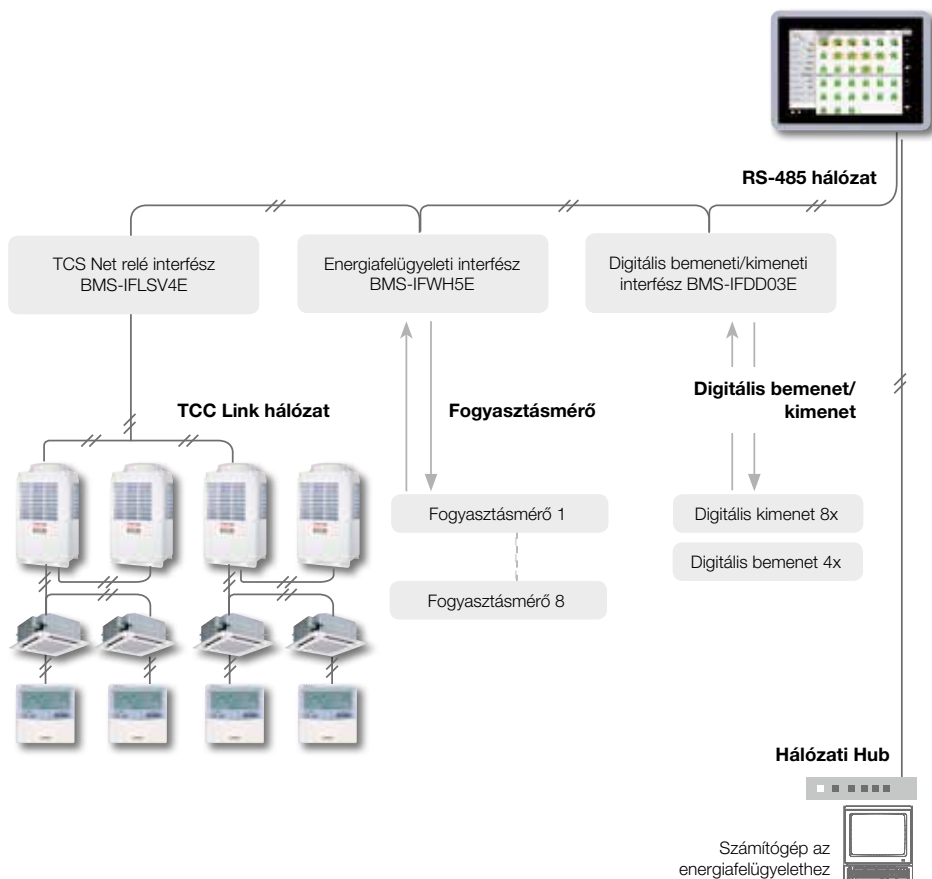 RS-485 hálózat
TCS Net relé interfész
BMS-IFLSV4E
Energiafelügyeleti interfész
BMS-IFWH5E
Digitális bemeneti/kimeneti
interfész BMS-IFDD03E
TCC Link hálózat
Fogyasztásmérő
Digitális bemenet/
kimenet
Fogyasztásmérő 1
Fogyasztásmérő 8
Digitális kimenet 8x
Digitális bemenet 4x
Hálózati Hub
Számítógép az
energiafelügyelethez